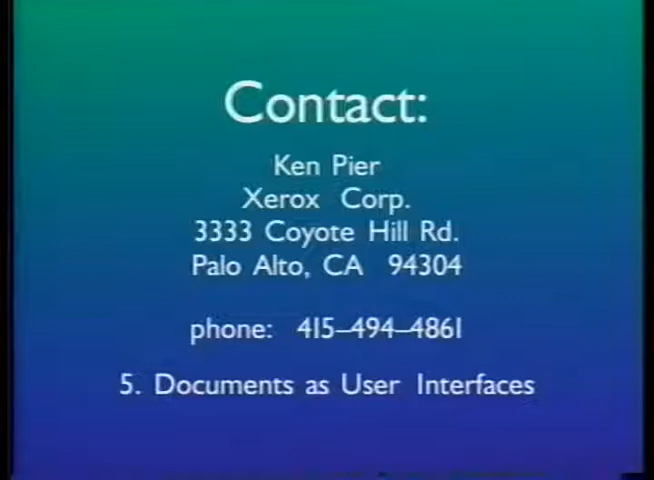 Contact:
Ken Pier
Xerox Corp.
3333 Coyote Hill Rd.
Palo Alto, CA 94304
phone: 415–494–4861
5. Documents as User Interfaces